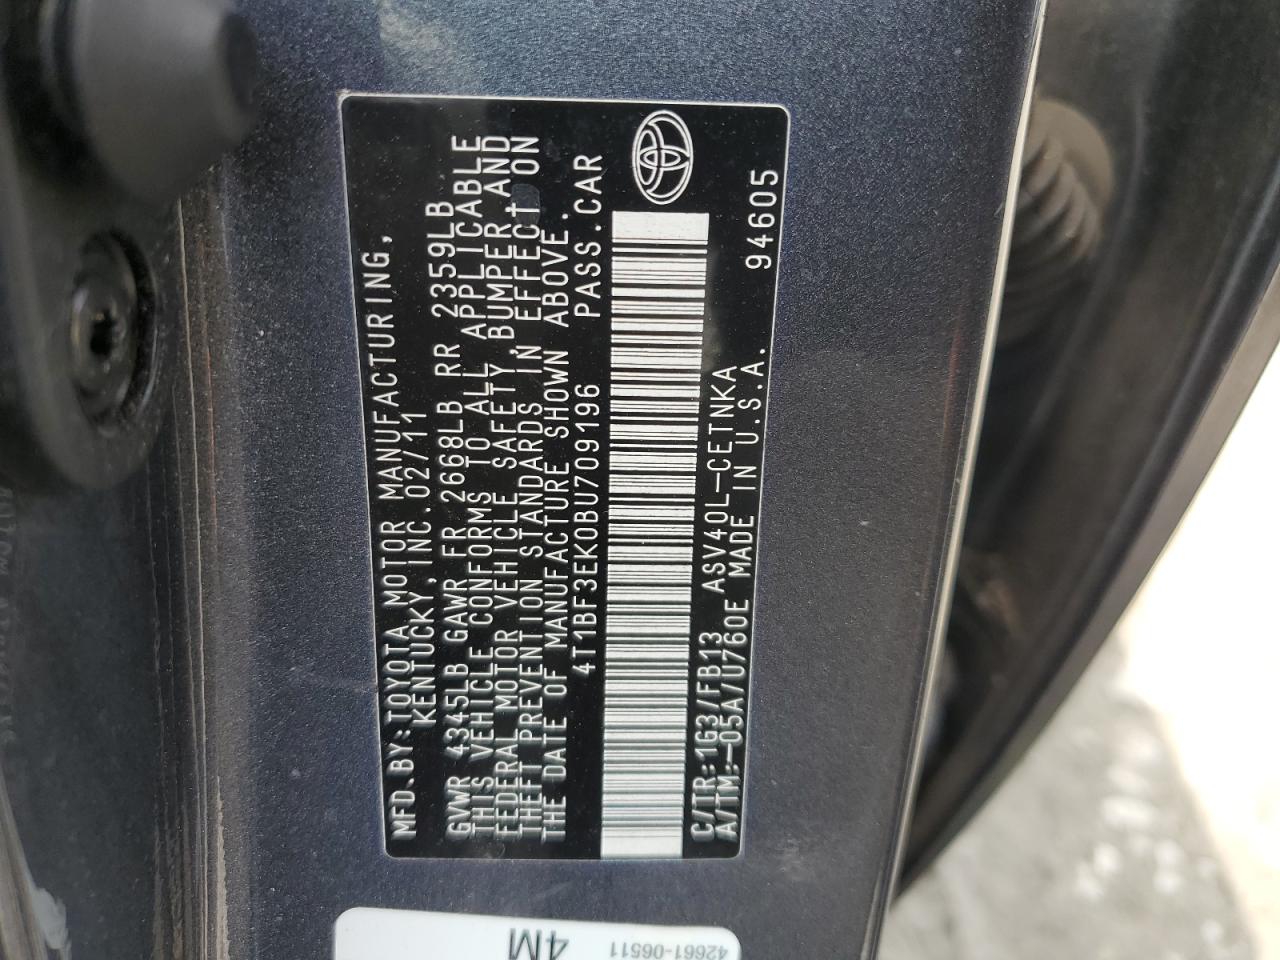 MFD.BY:TOYOTA MOTOR MANUFACTURING,
KENTUCKY, INC. 02/11
GVWR 4345LB GAWR FR 2668LB RR 2359LB
THIS VEHICLE CONFORMS TO ALL APPLICABLE
FEDERAL MOTOR VEHICLE SAFETY, BUMPER, AND
THEFT PREVENTION STANDARDS IN EFFECT ON
THE DATE OF MANUFACTURE SHOWN ABOVE.
4T1BF3EK0BU709196 PASS.CAR
C/TR: 1G3/FB13 ASV40L-CETNKA 94605
A/TM:-05A/U760E MADE IN U.S.A.
4M
42661-06511